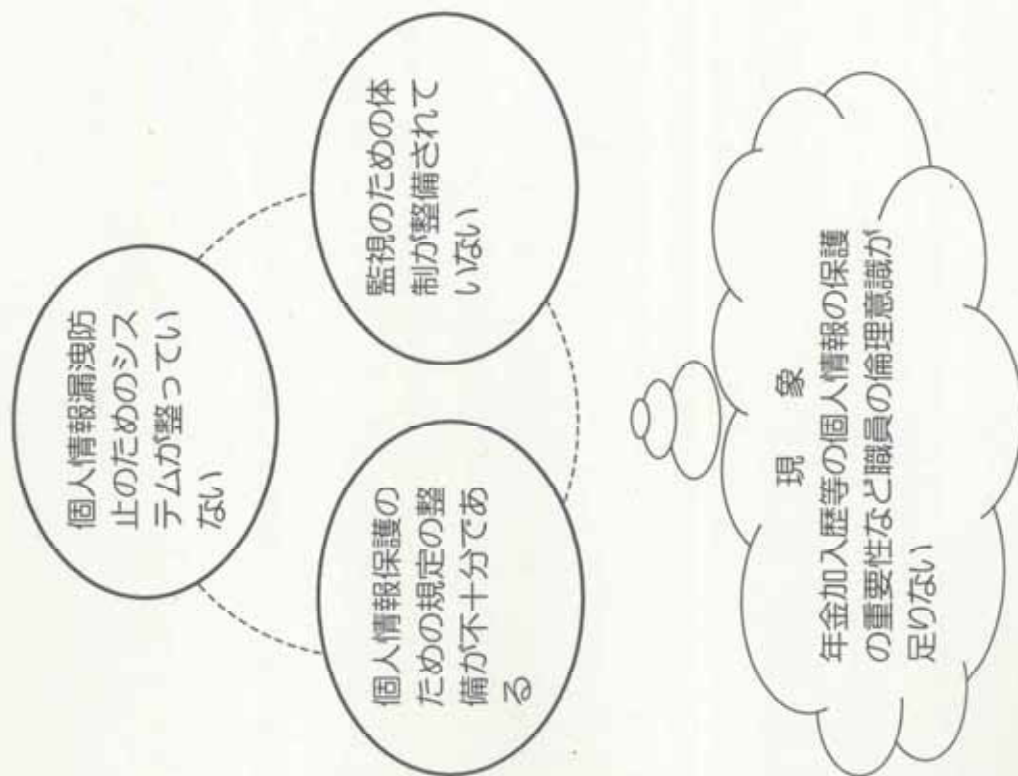 個人情報漏洩防
止のためのシス
テムが整ってい
ない
個人情報保護の
ための規定の整
備が不十分であ
る
監視のための体
制が整備されて
いない
現　象
年金加入歴等の個人情報の保護
の重要性など職員の倫理意識が
足りない